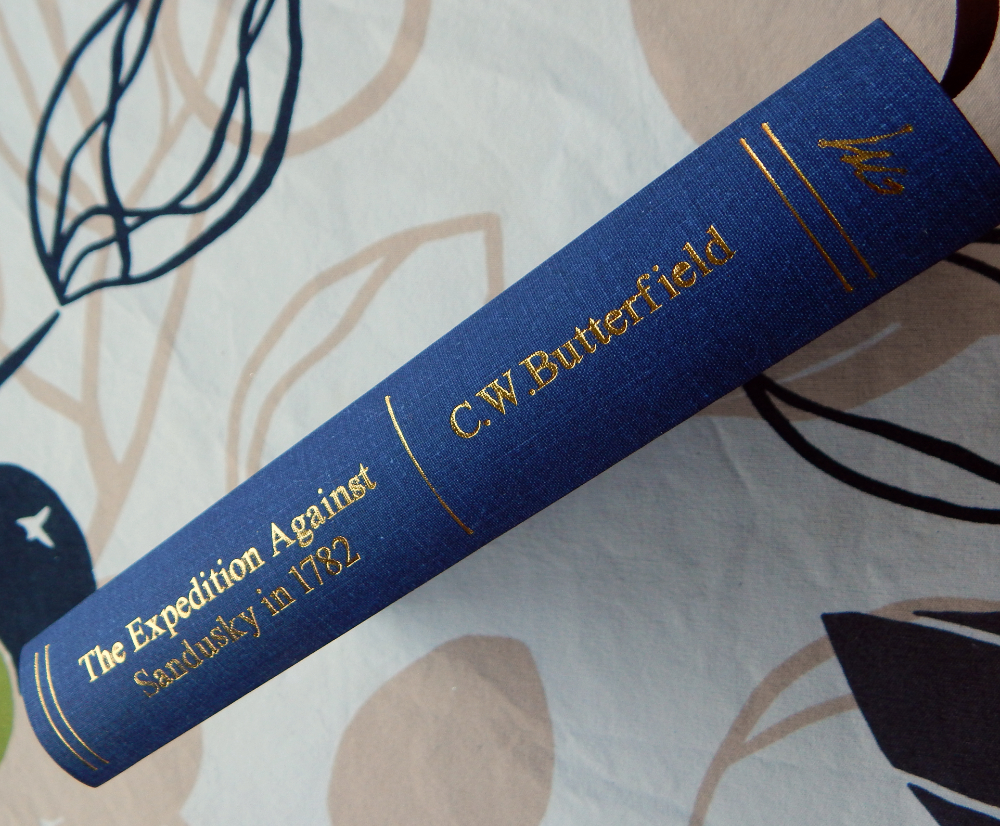 The Expedition Against
Sandusky in 1782
C.W.Butterfield